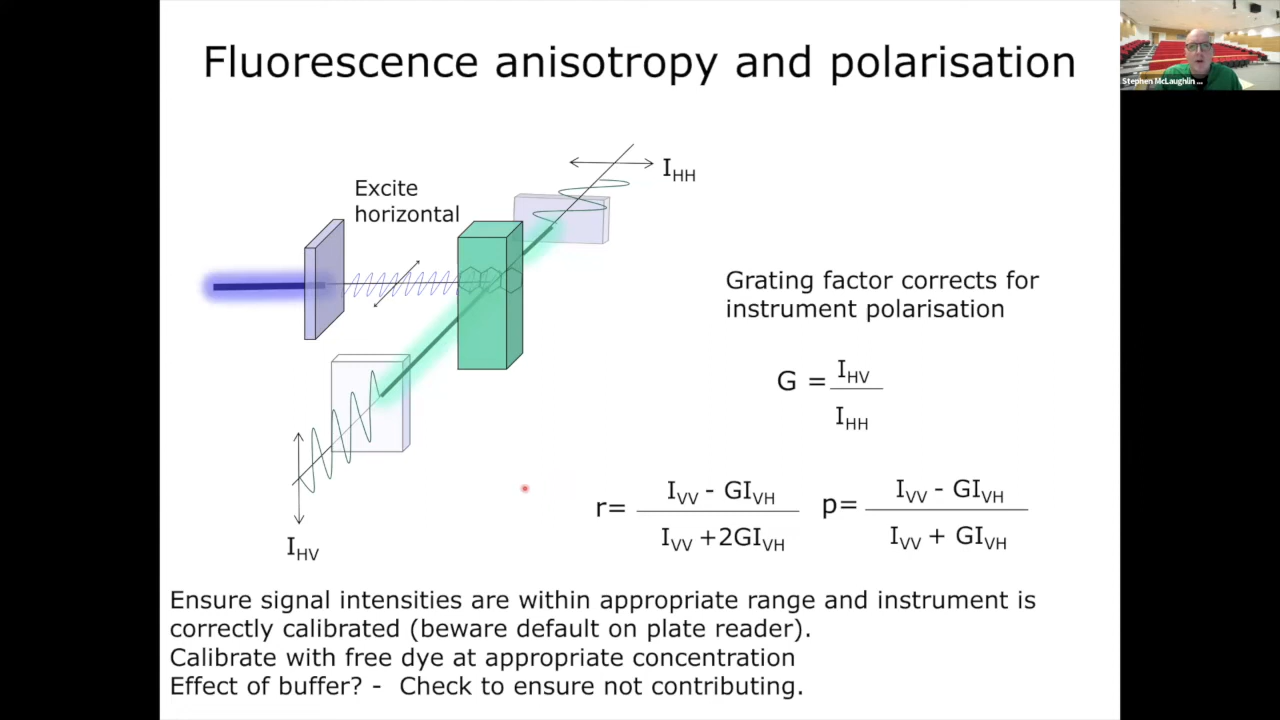 Fluorescence anisotropy and polarisation
Stephen McLaughlin ...
I_HH
Excite
horizontal
Grating factor corrects for
instrument polarisation
G = I_HV / I_HH
I_HV
r= (I_VV - GI_VH) / (I_VV +2GI_VH)
p= (I_VV - GI_VH) / (I_VV + GI_VH)
Ensure signal intensities are within appropriate range and instrument is
correctly calibrated (beware default on plate reader).
Calibrate with free dye at appropriate concentration
Effect of buffer? - Check to ensure not contributing.